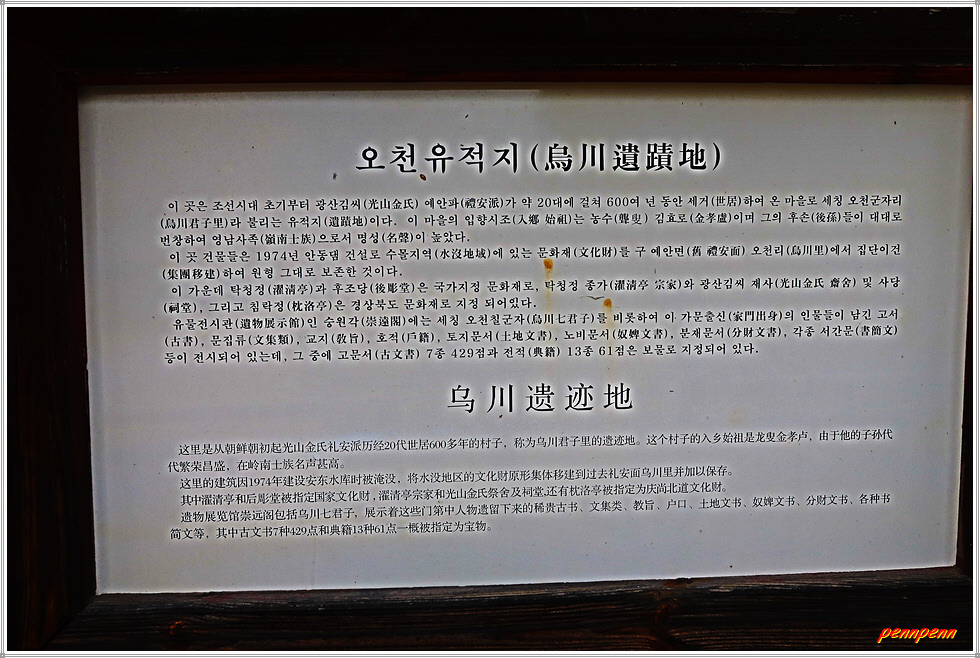 오천유적지(烏川遺蹟地)
이 곳은 조선시대 초기부터 광산김씨(光山金氏) 예안파(禮安派)가 약 20대에 걸쳐 600여 년 동안 세거(世居)하여 온 마을로 세칭 오천군자리
(烏川君子里)라 불리는 유적지(遺蹟地)이다. 이 마을의 입향시조(入鄕 始祖)는 농수(聾叟) 김효로(金孝盧)이며 그의 후손(後孫)들이 대대로
번창하여 영남사족(嶺南士族)으로서 명성(名聲)이 높았다.
이 곳 건물들은 1974년 안동댐 건설로 수몰지역(水沒地域)에 있는 문화재(文化財)를 구 예안면(舊 禮安面) 오천리(烏川里)에서 집단이건
(集團移建)하여 원형 그대로 보존한 것이다.
이 가운데 탁청정(濯淸亭)과 후조당(後彫堂)은 국가지정 문화재로, 탁청정 종가(濯淸亭 宗家)와 광산김씨 재사(光山金氏 齋舍) 및 사당
(祠堂), 그리고 침락정(枕洛亭)은 경상북도 문화재로 지정 되어있다.
유물전시관(遺物展示館)인 숭원각(崇遠閣)에는 세칭 오천칠군자(烏川七君子)를 비롯하여 이 가문출신(家門出身)의 인물들이 남긴 고서
(古書), 문집류(文集類), 교지(敎旨), 호적(戶籍), 토지문서(土地文書), 노비문서(奴婢文書), 분재문서(分財文書), 각종 서간문(書簡文)
등이 전시되어 있는데, 그 중에 고문서(古文書) 7종 429점과 전적(典籍) 13종 61점은 보물로 지정되어 있다.
乌川遗迹地
这里是从朝鲜朝初起光山金氏礼安派历经20代世居600多年的村子，称为乌川君子里的遗迹地。这个村子的入乡始祖是龙叟金孝卢，由于他的子孙代
代繁荣昌盛，在岭南士族名声甚高。
这里的建筑因1974年建设安东水库时被淹没，将水没地区的文化财原形集体移建到过去礼安面乌川里并加以保存。
其中濯清亭和后彫堂被指定国家文化财，濯清亭宗家和光山金氏祭舍及祠堂,还有枕洛亭被指定为庆尚北道文化财。
遗物展览馆崇远阁包括乌川七君子，展示着这些门第中人物遗留下来的稀贵古书、文集类、教旨、户口、土地文书、奴婢文书、分财文书、各种书
简文等，其中古文书7种429点和典籍13种61点一概被指定为宝物。
pennpenn